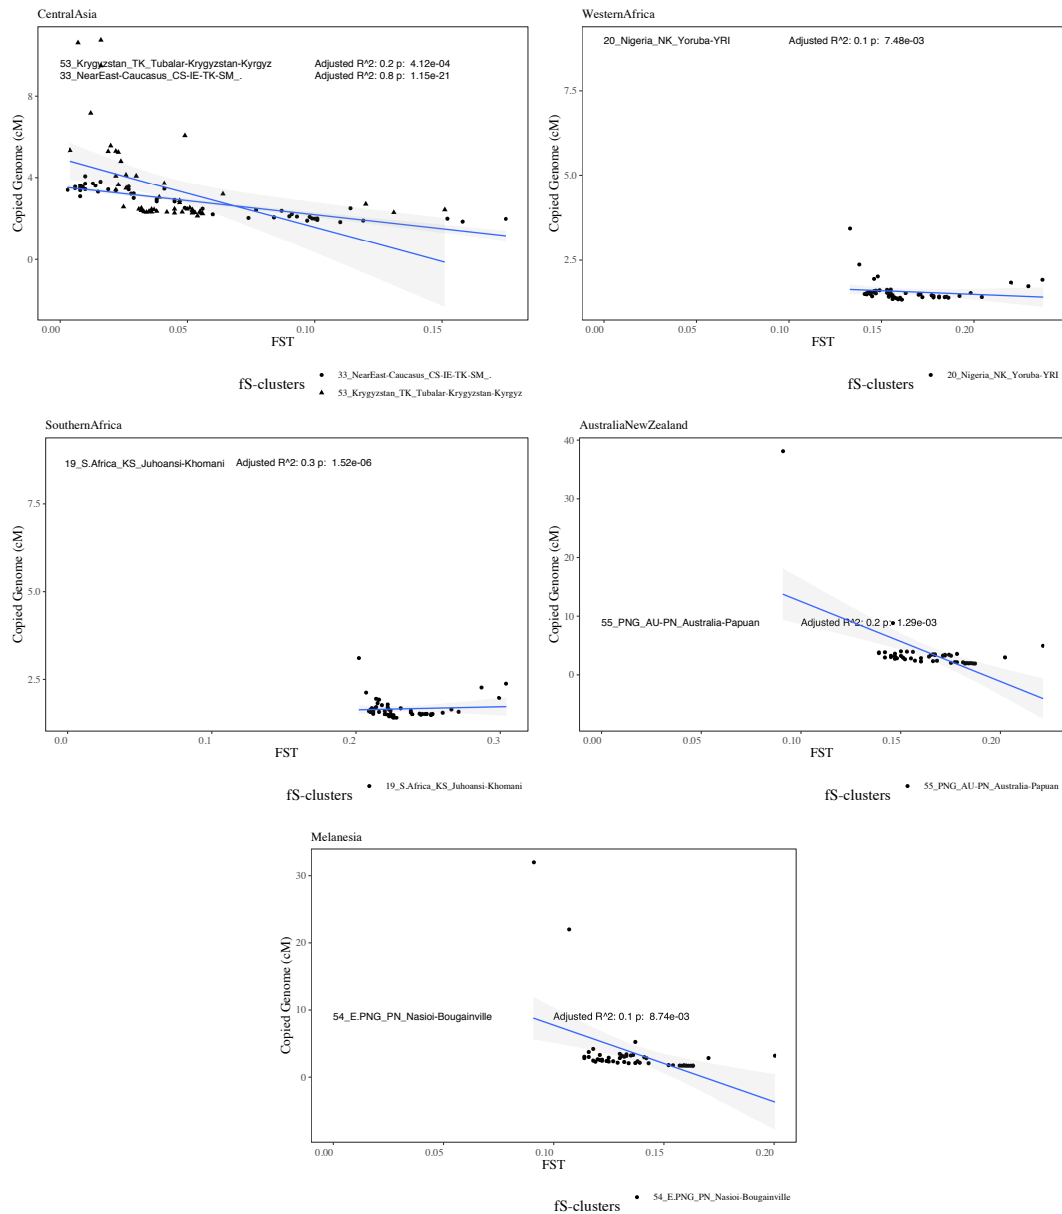 CentralAsia
53_Krygyzstan_TK_Tubalar-Krygyzstan-Kyrgyz Adjusted R^2: 0.2 p: 4.12e-04
33_NearEast-Caucasus_CS-IE-TK-SM_. Adjusted R^2: 0.8 p: 1.15e-21
Copied Genome (cM)
8
4
0
0.00 0.05 0.10 0.15
FST
fS-clusters
33_NearEast-Caucasus_CS-IE-TK-SM_.
53_Krygyzstan_TK_Tubalar-Krygyzstan-Kyrgyz
WesternAfrica
20_Nigeria_NK_Yoruba-YRI Adjusted R^2: 0.1 p: 7.48e-03
Copied Genome (cM)
7.5
5.0
2.5
0.00 0.05 0.10 0.15 0.20
FST
fS-clusters 20_Nigeria_NK_Yoruba-YRI
SouthernAfrica
19_S.Africa_KS_Juhoansi-Khomani Adjusted R^2: 0.3 p: 1.52e-06
Copied Genome (cM)
7.5
5.0
2.5
0.0 0.1 0.2 0.3
FST
fS-clusters 19_S.Africa_KS_Juhoansi-Khomani
AustraliaNewZealand
55_PNG_AU-PN_Australia-Papuan Adjusted R^2: 0.2 p: 1.29e-03
Copied Genome (cM)
40
30
20
10
0
0.00 0.05 0.10 0.15 0.20
FST
fS-clusters 55_PNG_AU-PN_Australia-Papuan
Melanesia
54_E.PNG_PN_Nasioi-Bougainville Adjusted R^2: 0.1 p: 8.74e-03
Copied Genome (cM)
30
20
10
0
0.00 0.05 0.10 0.15 0.20
FST
fS-clusters 54_E.PNG_PN_Nasioi-Bougainville